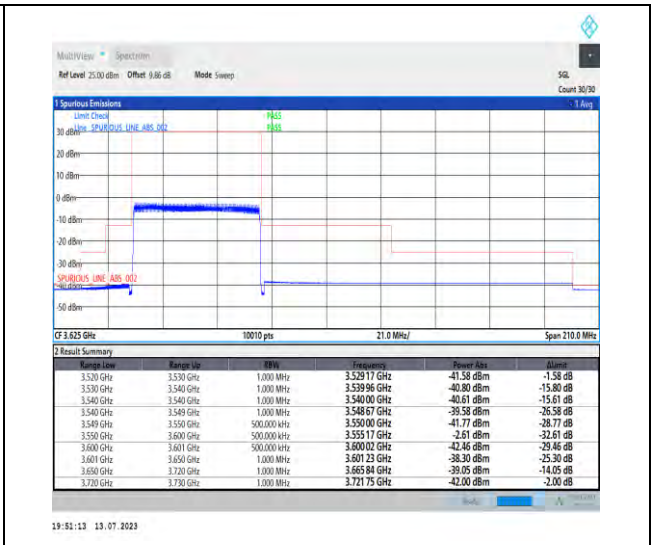 MultiView Spectrum
Ref Level 25.00 dBm Offset 9.86 dB Mode Sweep SGL
Count 30/30
1 Spurious Emissions 1 Avg
Limit Check PASS
Line SPURIOUS LINE ABS 002 PASS
30 dBm
20 dBm
10 dBm
0 dBm
-10 dBm
-20 dBm
-30 dBm
SPURIOUS LINE ABS 002
-40 dBm
-50 dBm
CF 3.625 GHz 10010 pts 21.0 MHz/ Span 210.0 MHz
2 Result Summary
Range Low Range Up RBW Frequency Power Abs ΔLimit
3.520 GHz 3.530 GHz 1.000 MHz 3.529 17 GHz -41.58 dBm -1.58 dB
3.530 GHz 3.540 GHz 1.000 MHz 3.539 96 GHz -40.80 dBm -15.80 dB
3.540 GHz 3.540 GHz 1.000 MHz 3.540 00 GHz -40.61 dBm -15.61 dB
3.540 GHz 3.549 GHz 1.000 MHz 3.548 67 GHz -39.58 dBm -26.58 dB
3.549 GHz 3.550 GHz 500.000 kHz 3.550 00 GHz -41.77 dBm -28.77 dB
3.550 GHz 3.600 GHz 500.000 kHz 3.555 17 GHz -2.61 dBm -32.61 dB
3.600 GHz 3.601 GHz 500.000 kHz 3.600 02 GHz -42.46 dBm -29.46 dB
3.601 GHz 3.650 GHz 1.000 MHz 3.601 23 GHz -38.30 dBm -25.30 dB
3.650 GHz 3.720 GHz 1.000 MHz 3.665 84 GHz -39.05 dBm -14.05 dB
3.720 GHz 3.730 GHz 1.000 MHz 3.721 75 GHz -42.00 dBm -2.00 dB
19:51:13 13.07.2023